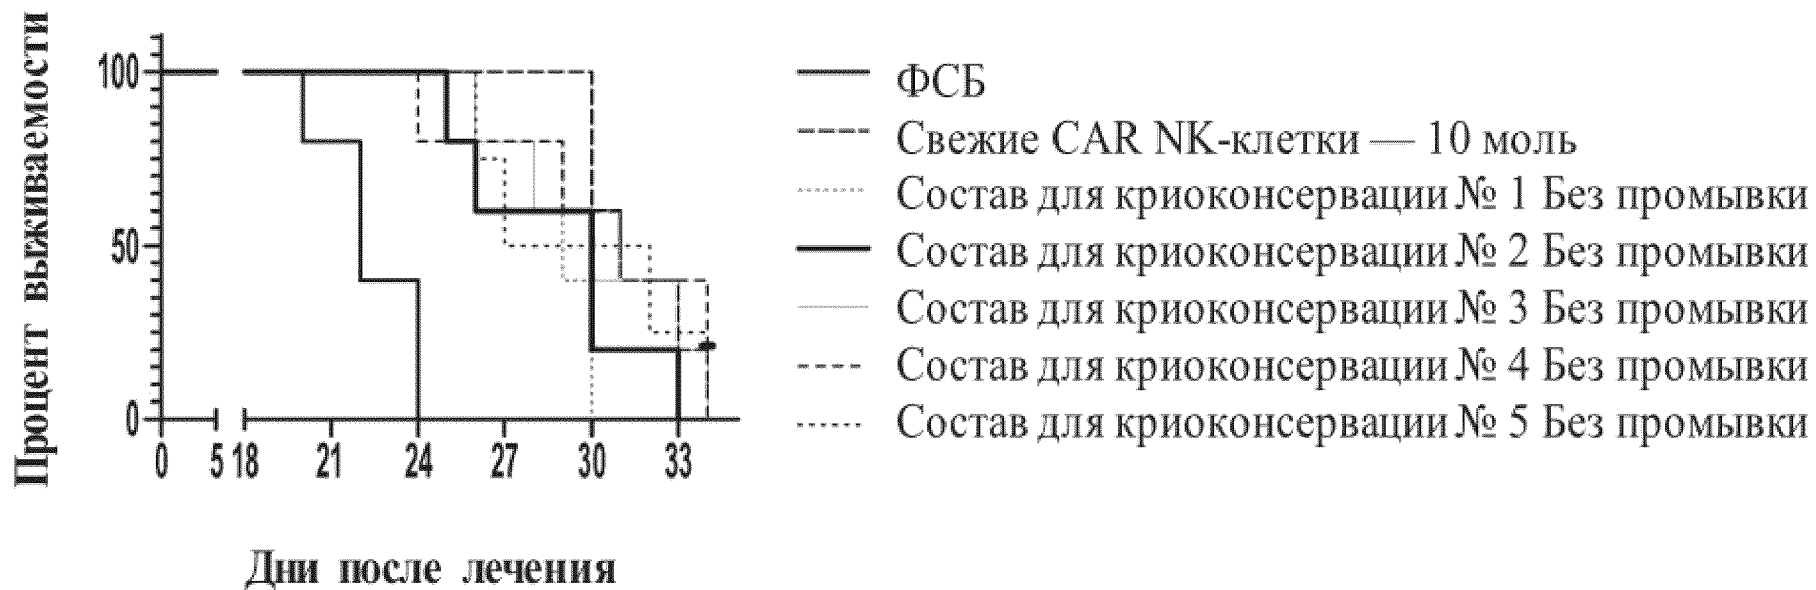 Процент выживаемости
100
50
0
0 5 18 21 24 27 30 33
Дни после лечения
ФСБ
Свежие CAR NK-клетки — 10 моль
Состав для криоконсервации № 1 Без промывки
Состав для криоконсервации № 2 Без промывки
Состав для криоконсервации № 3 Без промывки
Состав для криоконсервации № 4 Без промывки
Состав для криоконсервации № 5 Без промывки